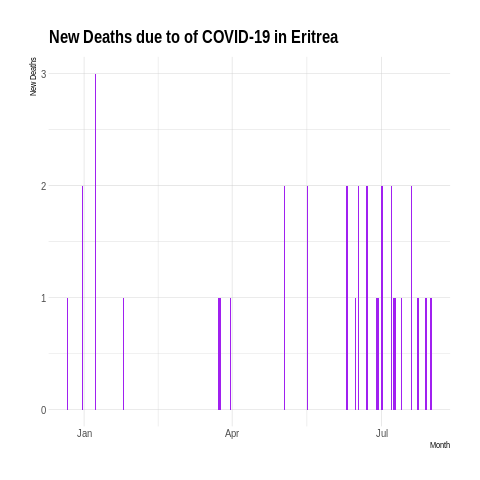 New Deaths due to of COVID-19 in Eritrea
New Deaths
3
2
1
0
Jan Apr Jul
Month